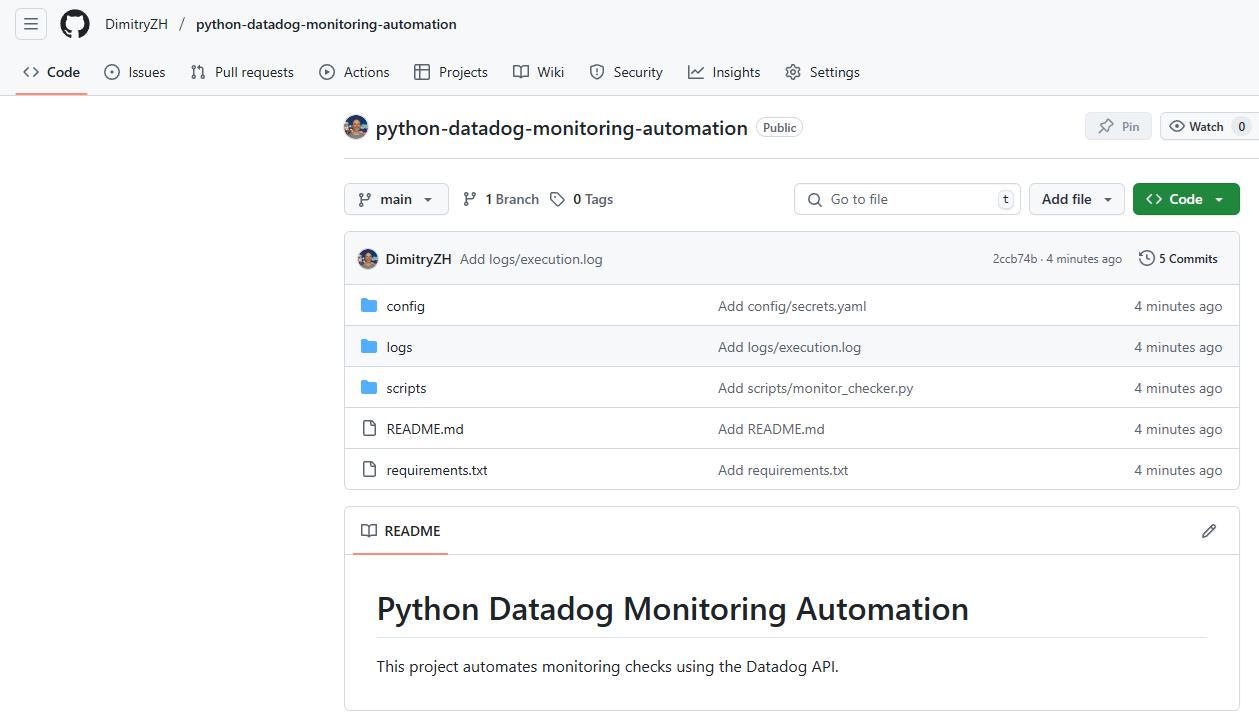 DimitryZH / python-datadog-monitoring-automation
Code Issues Pull requests Actions Projects Wiki Security Insights Settings
python-datadog-monitoring-automation Public Pin Watch 0
main 1 Branch 0 Tags Go to file t Add file Code
DimitryZH Add logs/execution.log 2ccb74b · 4 minutes ago 5 Commits
config Add config/secrets.yaml 4 minutes ago
logs Add logs/execution.log 4 minutes ago
scripts Add scripts/monitor_checker.py 4 minutes ago
README.md Add README.md 4 minutes ago
requirements.txt Add requirements.txt 4 minutes ago
README
Python Datadog Monitoring Automation
This project automates monitoring checks using the Datadog API.